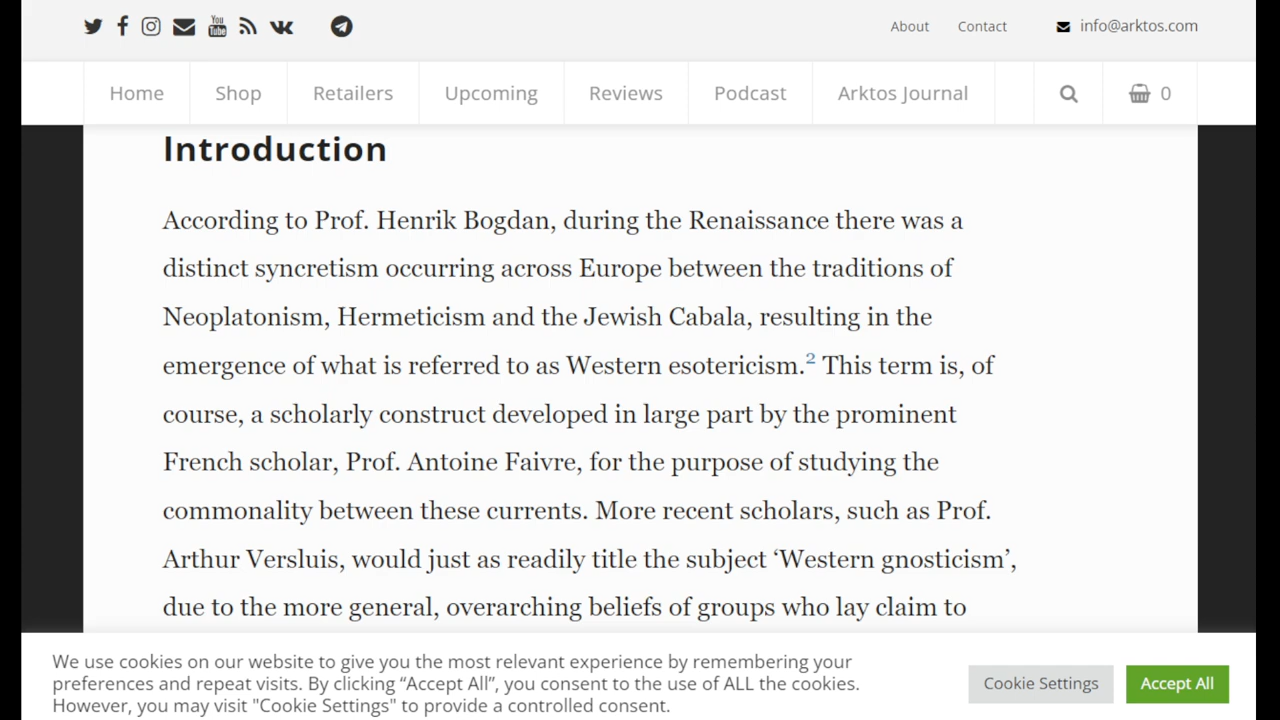 You
Tube
About Contact info@arktos.com
Home Shop Retailers Upcoming Reviews Podcast Arktos Journal 0
Introduction
According to Prof. Henrik Bogdan, during the Renaissance there was a
distinct syncretism occurring across Europe between the traditions of
Neoplatonism, Hermeticism and the Jewish Cabala, resulting in the
emergence of what is referred to as Western esotericism.² This term is, of
course, a scholarly construct developed in large part by the prominent
French scholar, Prof. Antoine Faivre, for the purpose of studying the
commonality between these currents. More recent scholars, such as Prof.
Arthur Versluis, would just as readily title the subject ‘Western gnosticism’,
due to the more general, overarching beliefs of groups who lay claim to
We use cookies on our website to give you the most relevant experience by remembering your
preferences and repeat visits. By clicking “Accept All”, you consent to the use of ALL the cookies.
However, you may visit "Cookie Settings" to provide a controlled consent.
Cookie Settings Accept All